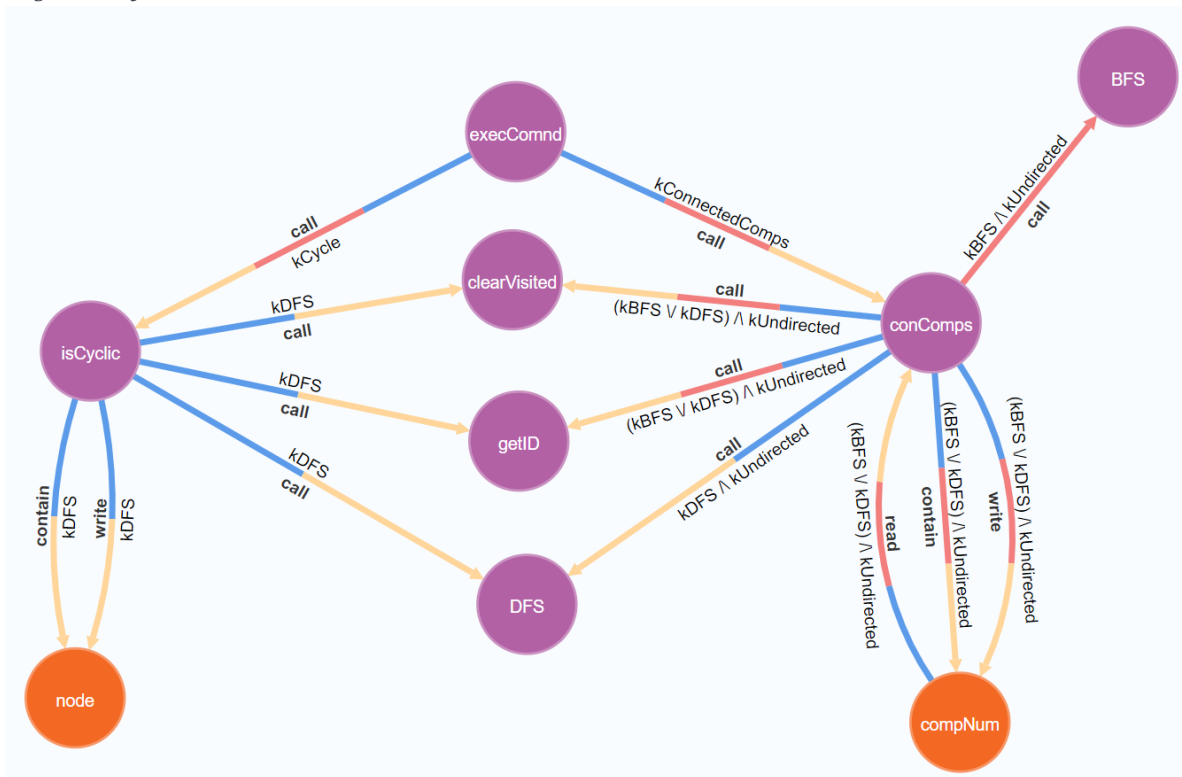 BFS
execComnd
kBFS /\ kUndirected
call
kConnectedComps
call
call
kCycle
clearVisited
call
(kBFS \/ kDFS) /\ kUndirected
kDFS
call
conComps
isCyclic
call
(kBFS \/ kDFS) /\ kUndirected
kDFS
call
getID
call
kDFS /\ kUndirected
kDFS
call
(kBFS \/ kDFS) /\ kUndirected
read
(kBFS \/ kDFS) /\ kUndirected
contain
(kBFS \/ kDFS) /\ kUndirected
write
contain
kDFS
write
kDFS
DFS
node
compNum